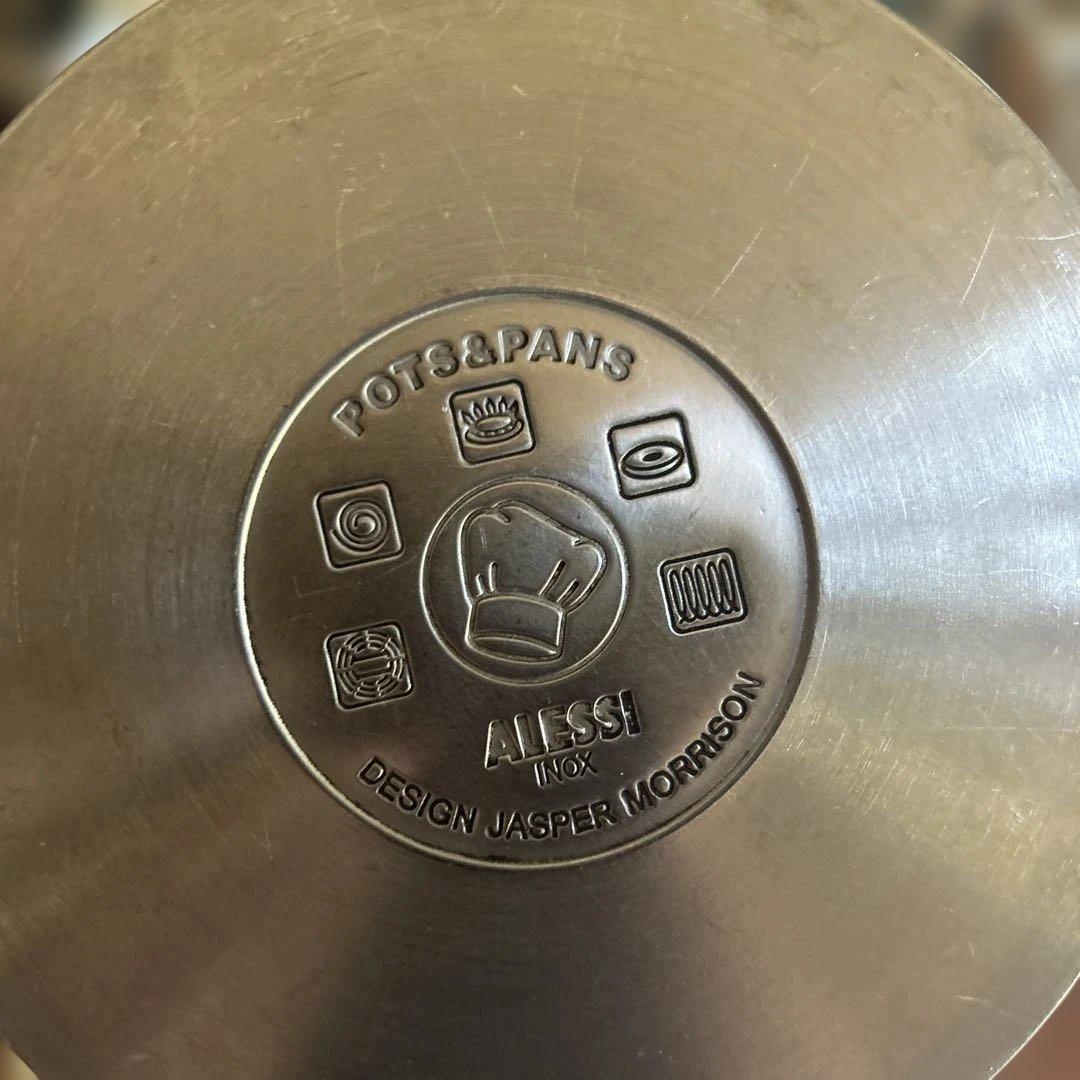 POTS&PANS
ALESSI
INOX
DESIGN JASPER MORRISON